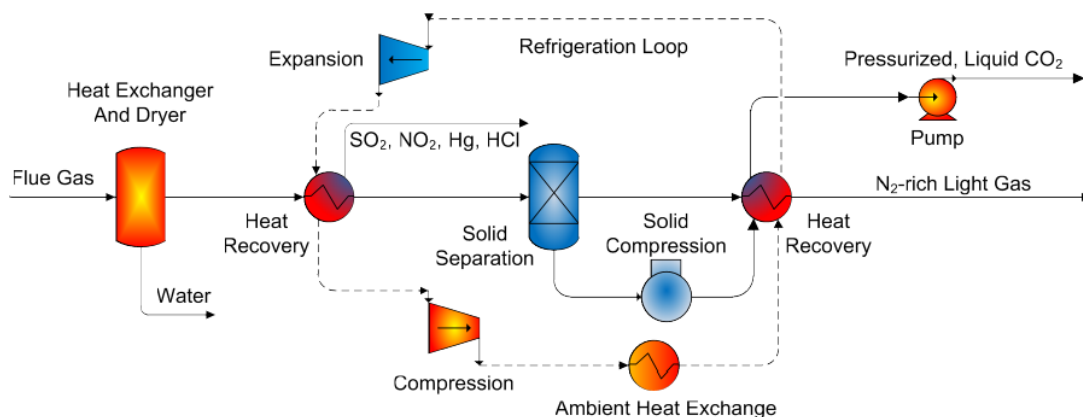 Expansion
Refrigeration Loop
Pressurized, Liquid CO₂
Heat Exchanger
And Dryer
SO₂, NO₂, Hg, HCl
Pump
Flue Gas
N₂-rich Light Gas
Heat
Recovery
Solid
Separation
Solid
Compression
Heat
Recovery
Water
Compression
Ambient Heat Exchange